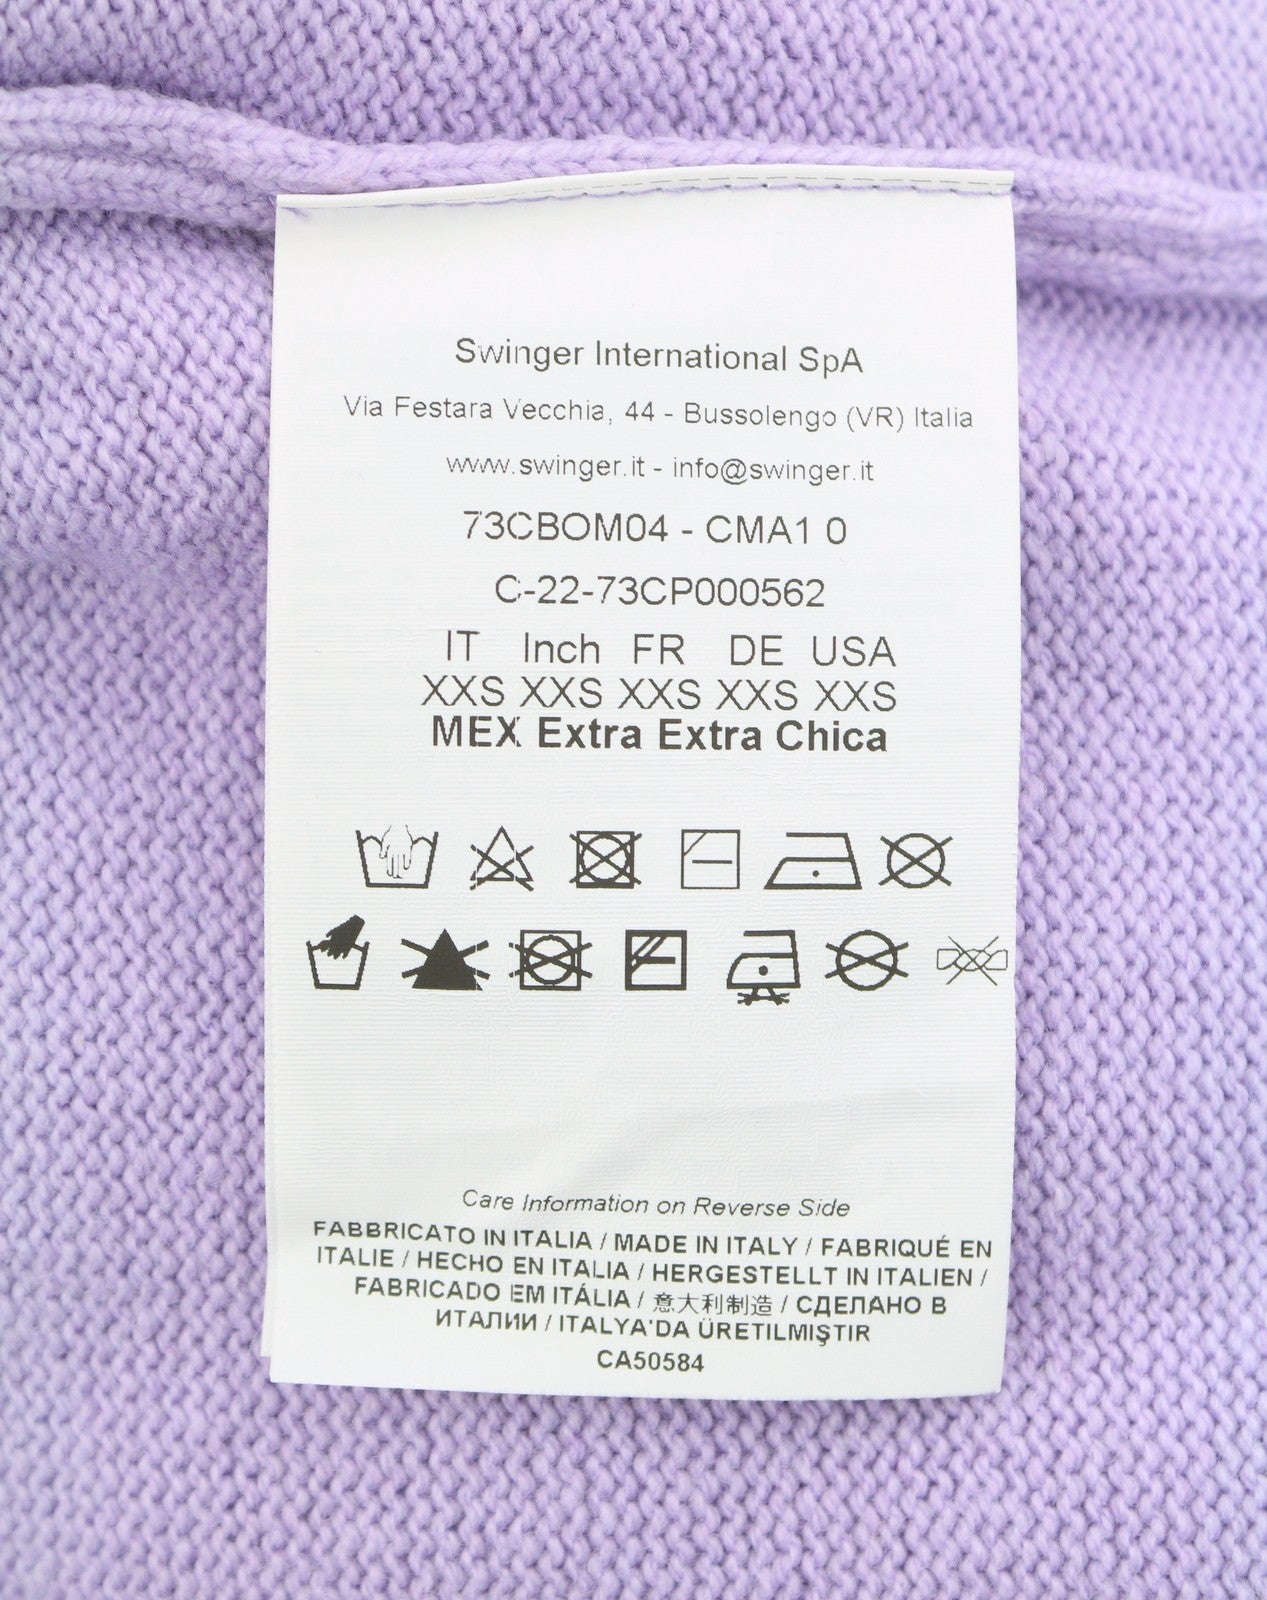 Swinger International SpA
Via Festara Vecchia, 44 - Bussolengo (VR) Italia
www.swinger.it - info@swinger.it
73CBOM04 - CMA1 0
C-22-73CP000562
IT Inch FR DE USA
XXS XXS XXS XXS XXS
MEX Extra Extra Chica
Care Information on Reverse Side
FABBRICATO IN ITALIA / MADE IN ITALY / FABRIQUÉ EN
ITALIE / HECHO EN ITALIA / HERGESTELLT IN ITALIEN /
FABRICADO EM ITÁLIA / 意大利制造 / СДЕЛАНО В
ИТАЛИИ / ITALYA'DA ÜRETILMIŞTIR
CA50584